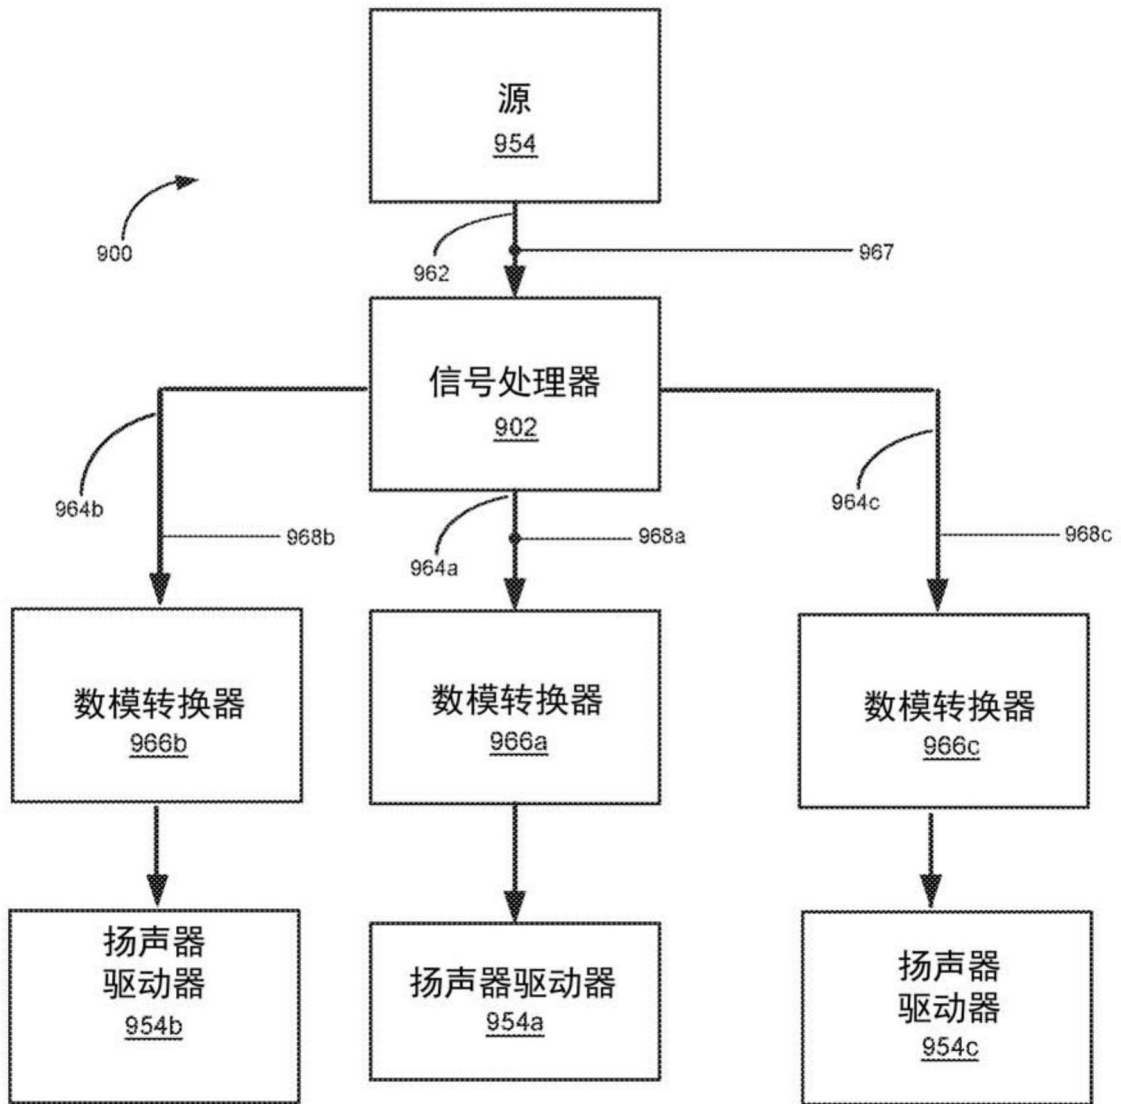 源
954
900
962
967
信号处理器
902
964b
964c
968b
964a
968a
968c
数模转换器
966b
数模转换器
966a
数模转换器
966c
扬声器
驱动器
954b
扬声器驱动器
954a
扬声器
驱动器
954c